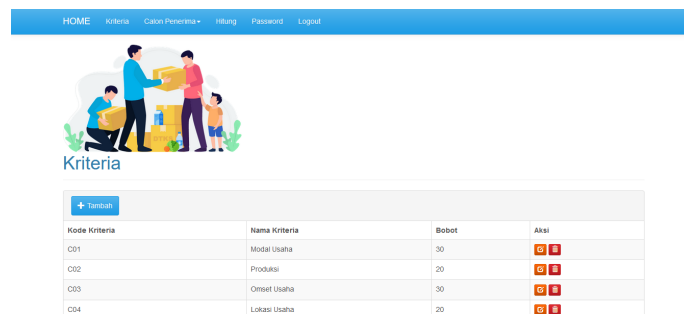 HOME Kriteria Calon Penerima Hitung Password Logout
Kriteria
+ Tambah
Kode Kriteria Nama Kriteria Bobot Aksi
C01 Modal Usaha 30
C02 Produksi 20
C03 Omset Usaha 30
C04 Lokasi Usaha 20